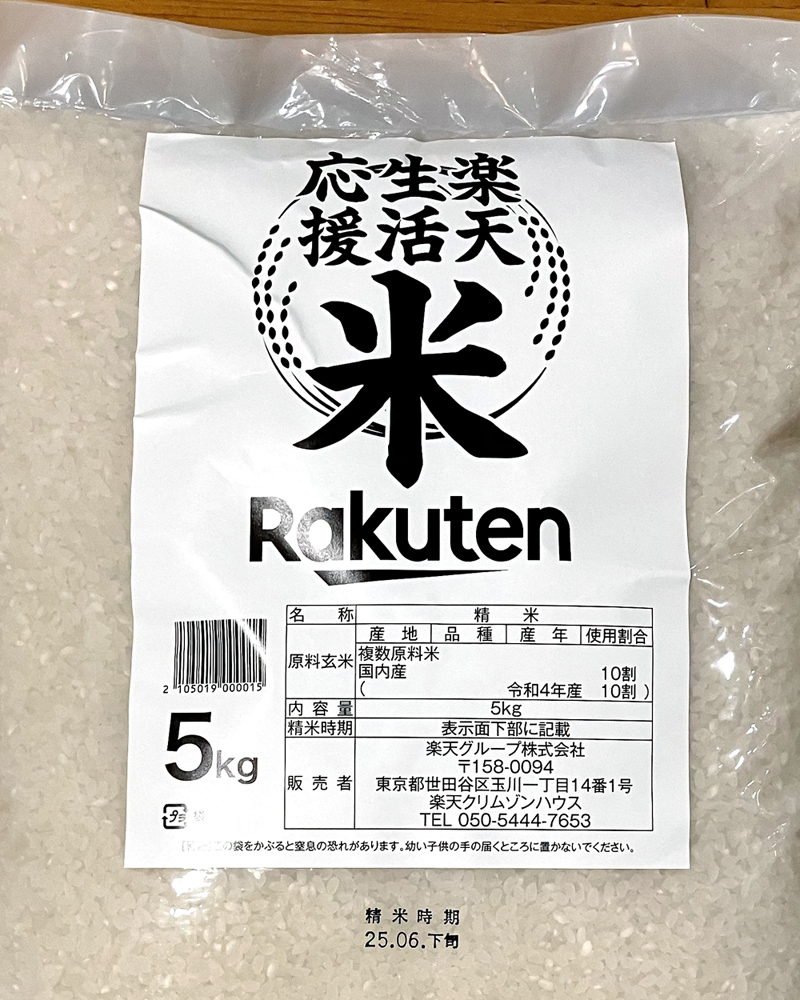 楽天
生活
応援
米
Rakuten
名称 精米
原料玄米 産地 品種 産年 使用割合
複数原料米
国内産 10割
( 令和4年産 10割 )
内容量 5kg
精米時期 表示面下部に記載
販売者 楽天グループ株式会社
〒158-0094
東京都世田谷区玉川一丁目14番1号
楽天クリムゾンハウス
TEL 050-5444-7653
2 105019 000015
5kg
プラ 袋
この袋をかぶると窒息の恐れがあります。幼い子供の手の届くところに置かないでください。
精米時期
25.06.下旬